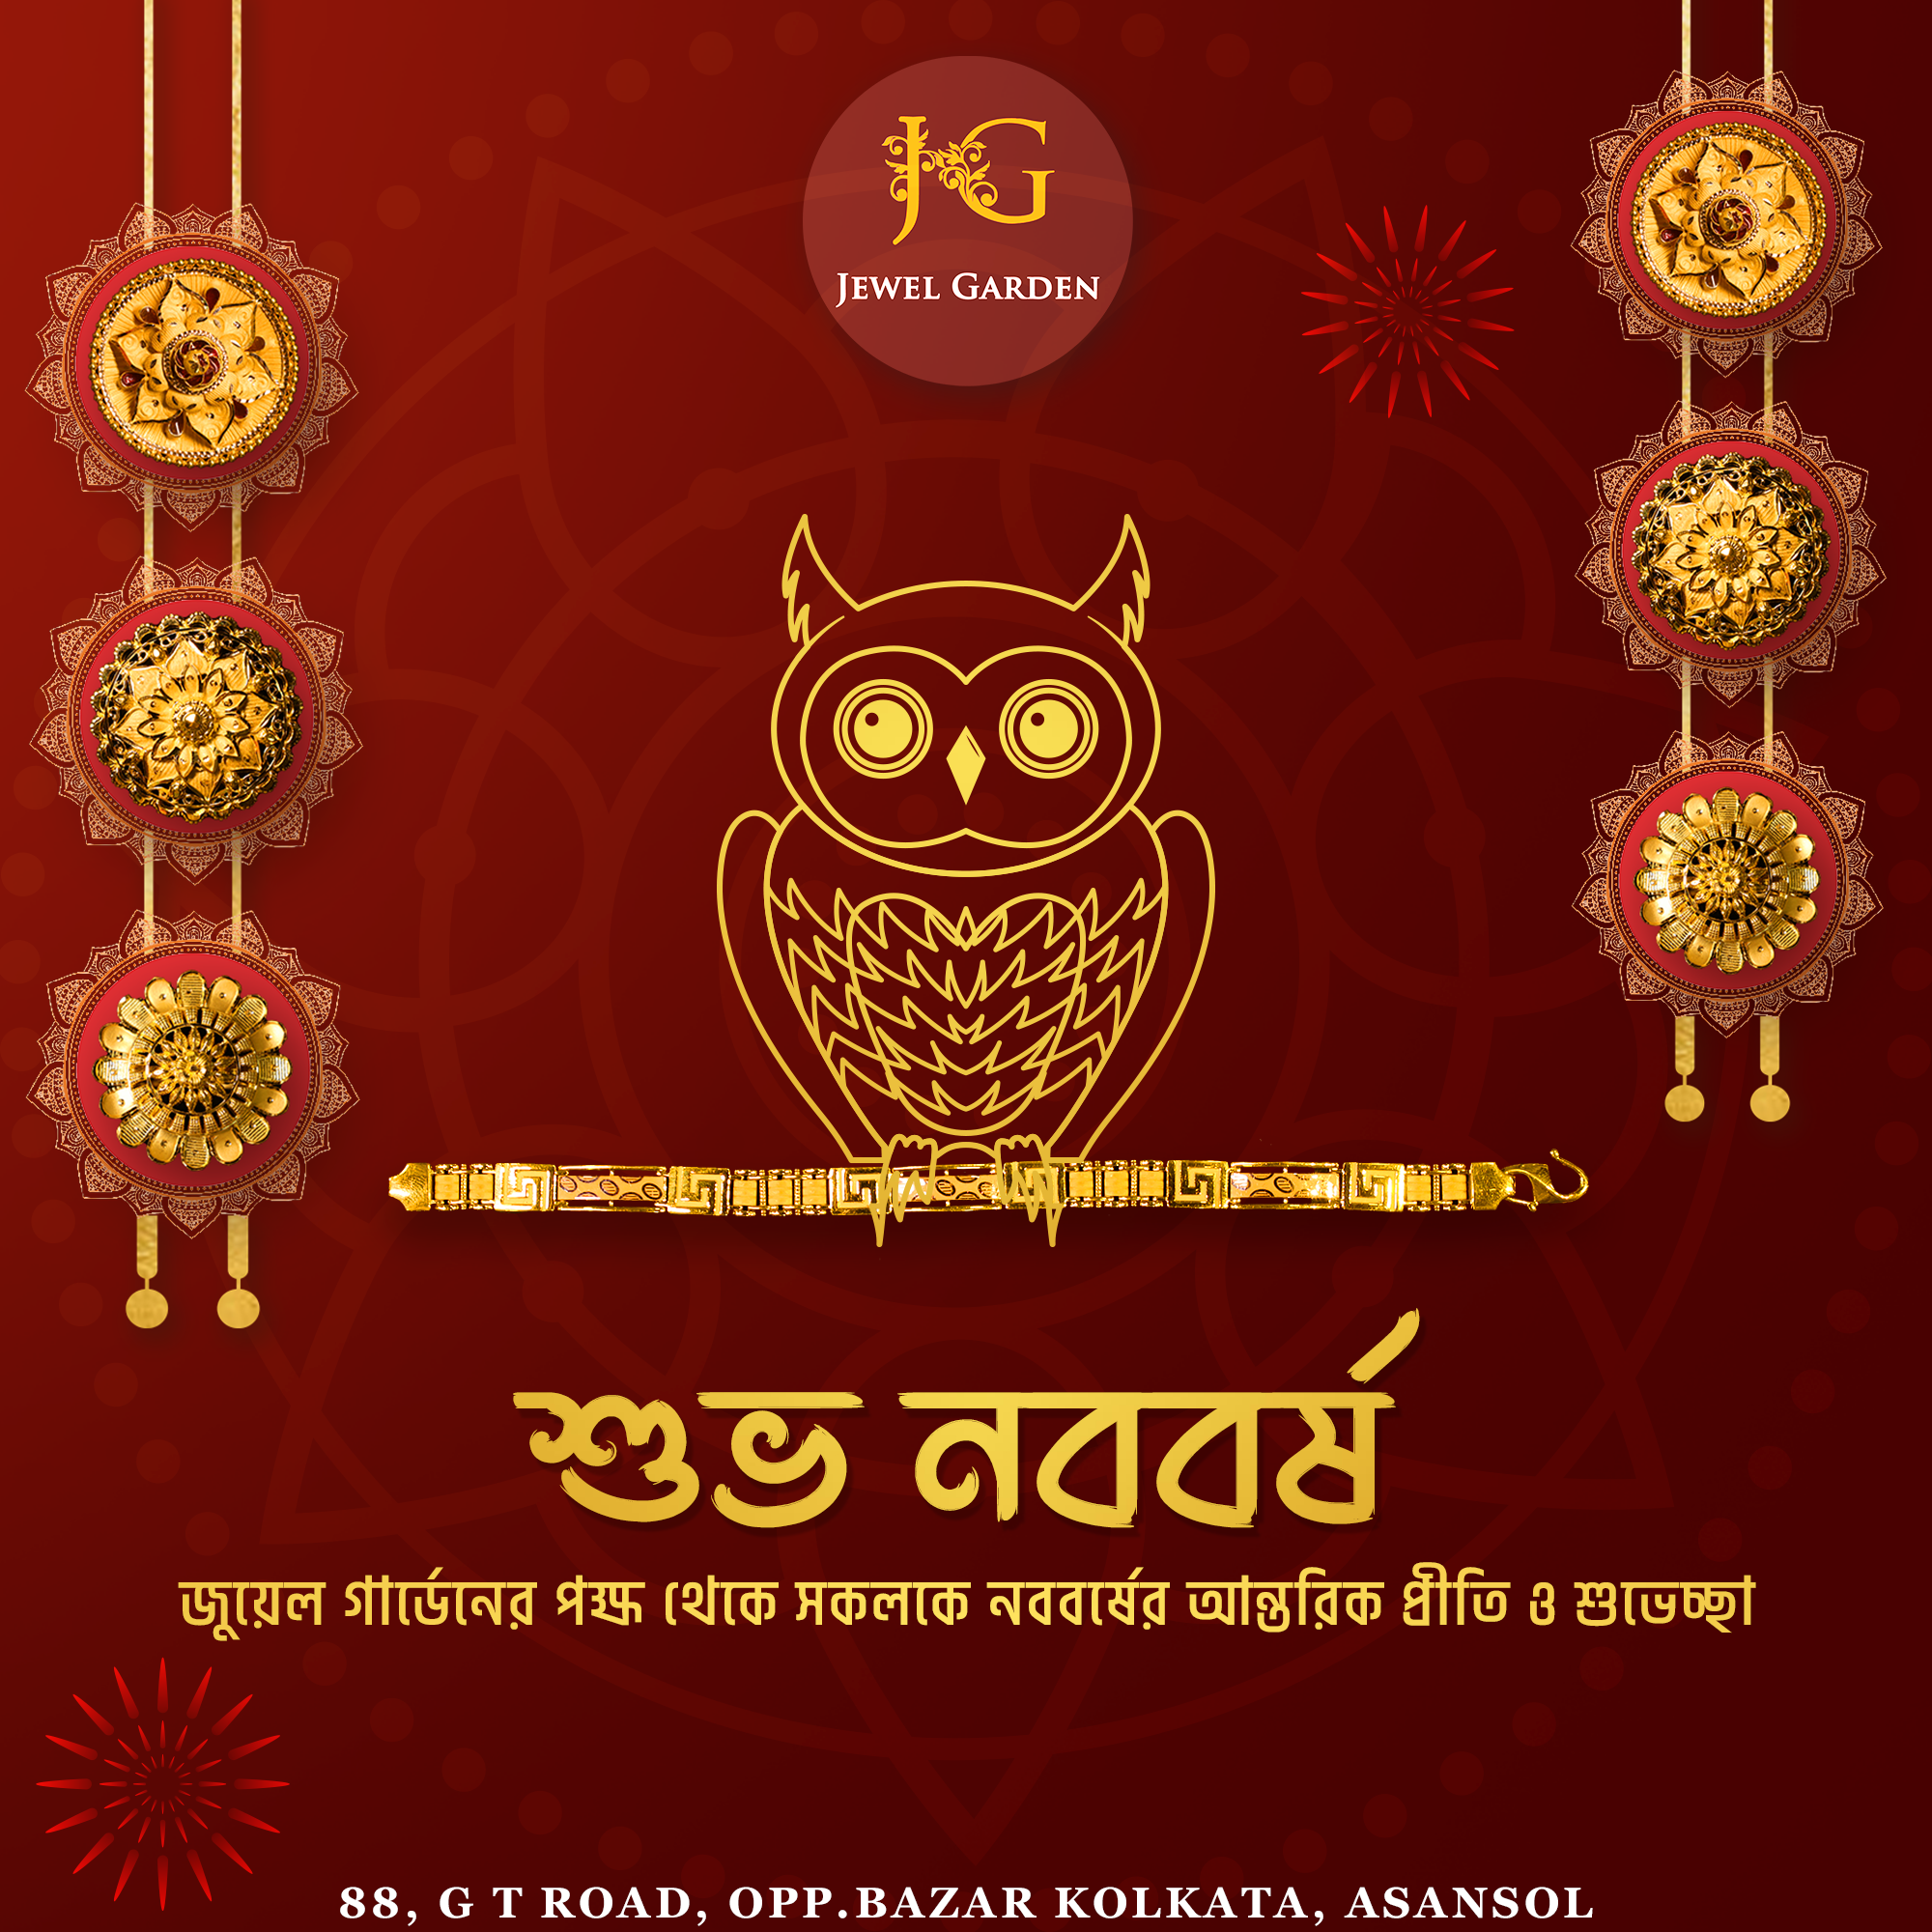 JG
JEWEL GARDEN
শুভ নববর্ষ
জুয়েল গার্ডেনের পক্ষ থেকে সকলকে নববর্ষের আন্তরিক প্রীতি ও শুভেচ্ছা
88, G T ROAD, OPP.BAZAR KOLKATA, ASANSOL